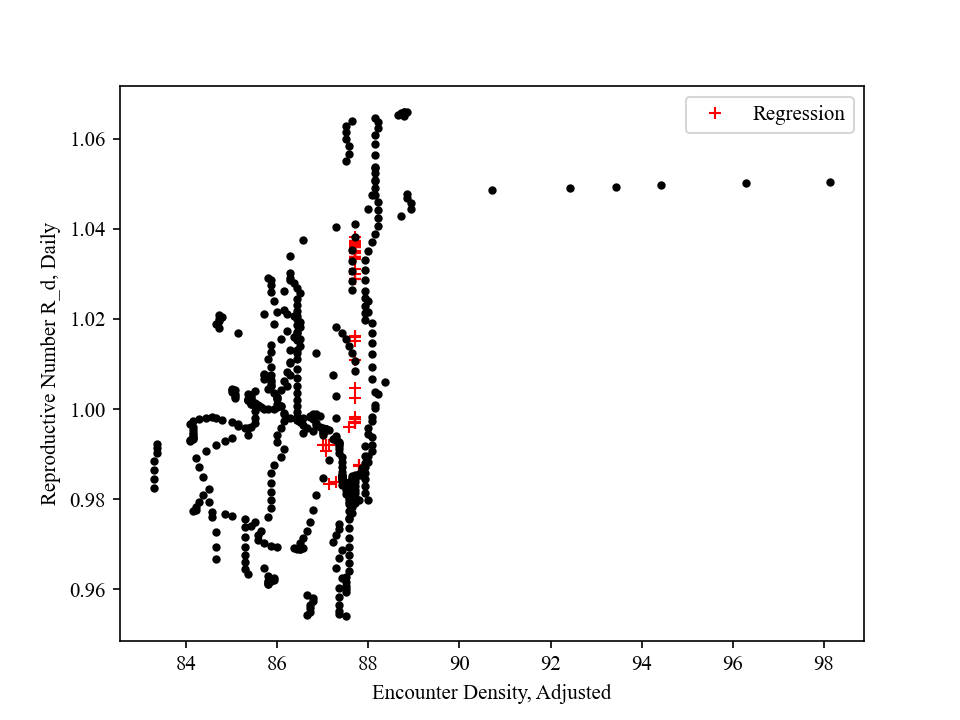 Regression
1.06
1.04
1.02
1.00
0.98
0.96
Reproductive Number R_d, Daily
84 86 88 90 92 94 96 98
Encounter Density, Adjusted